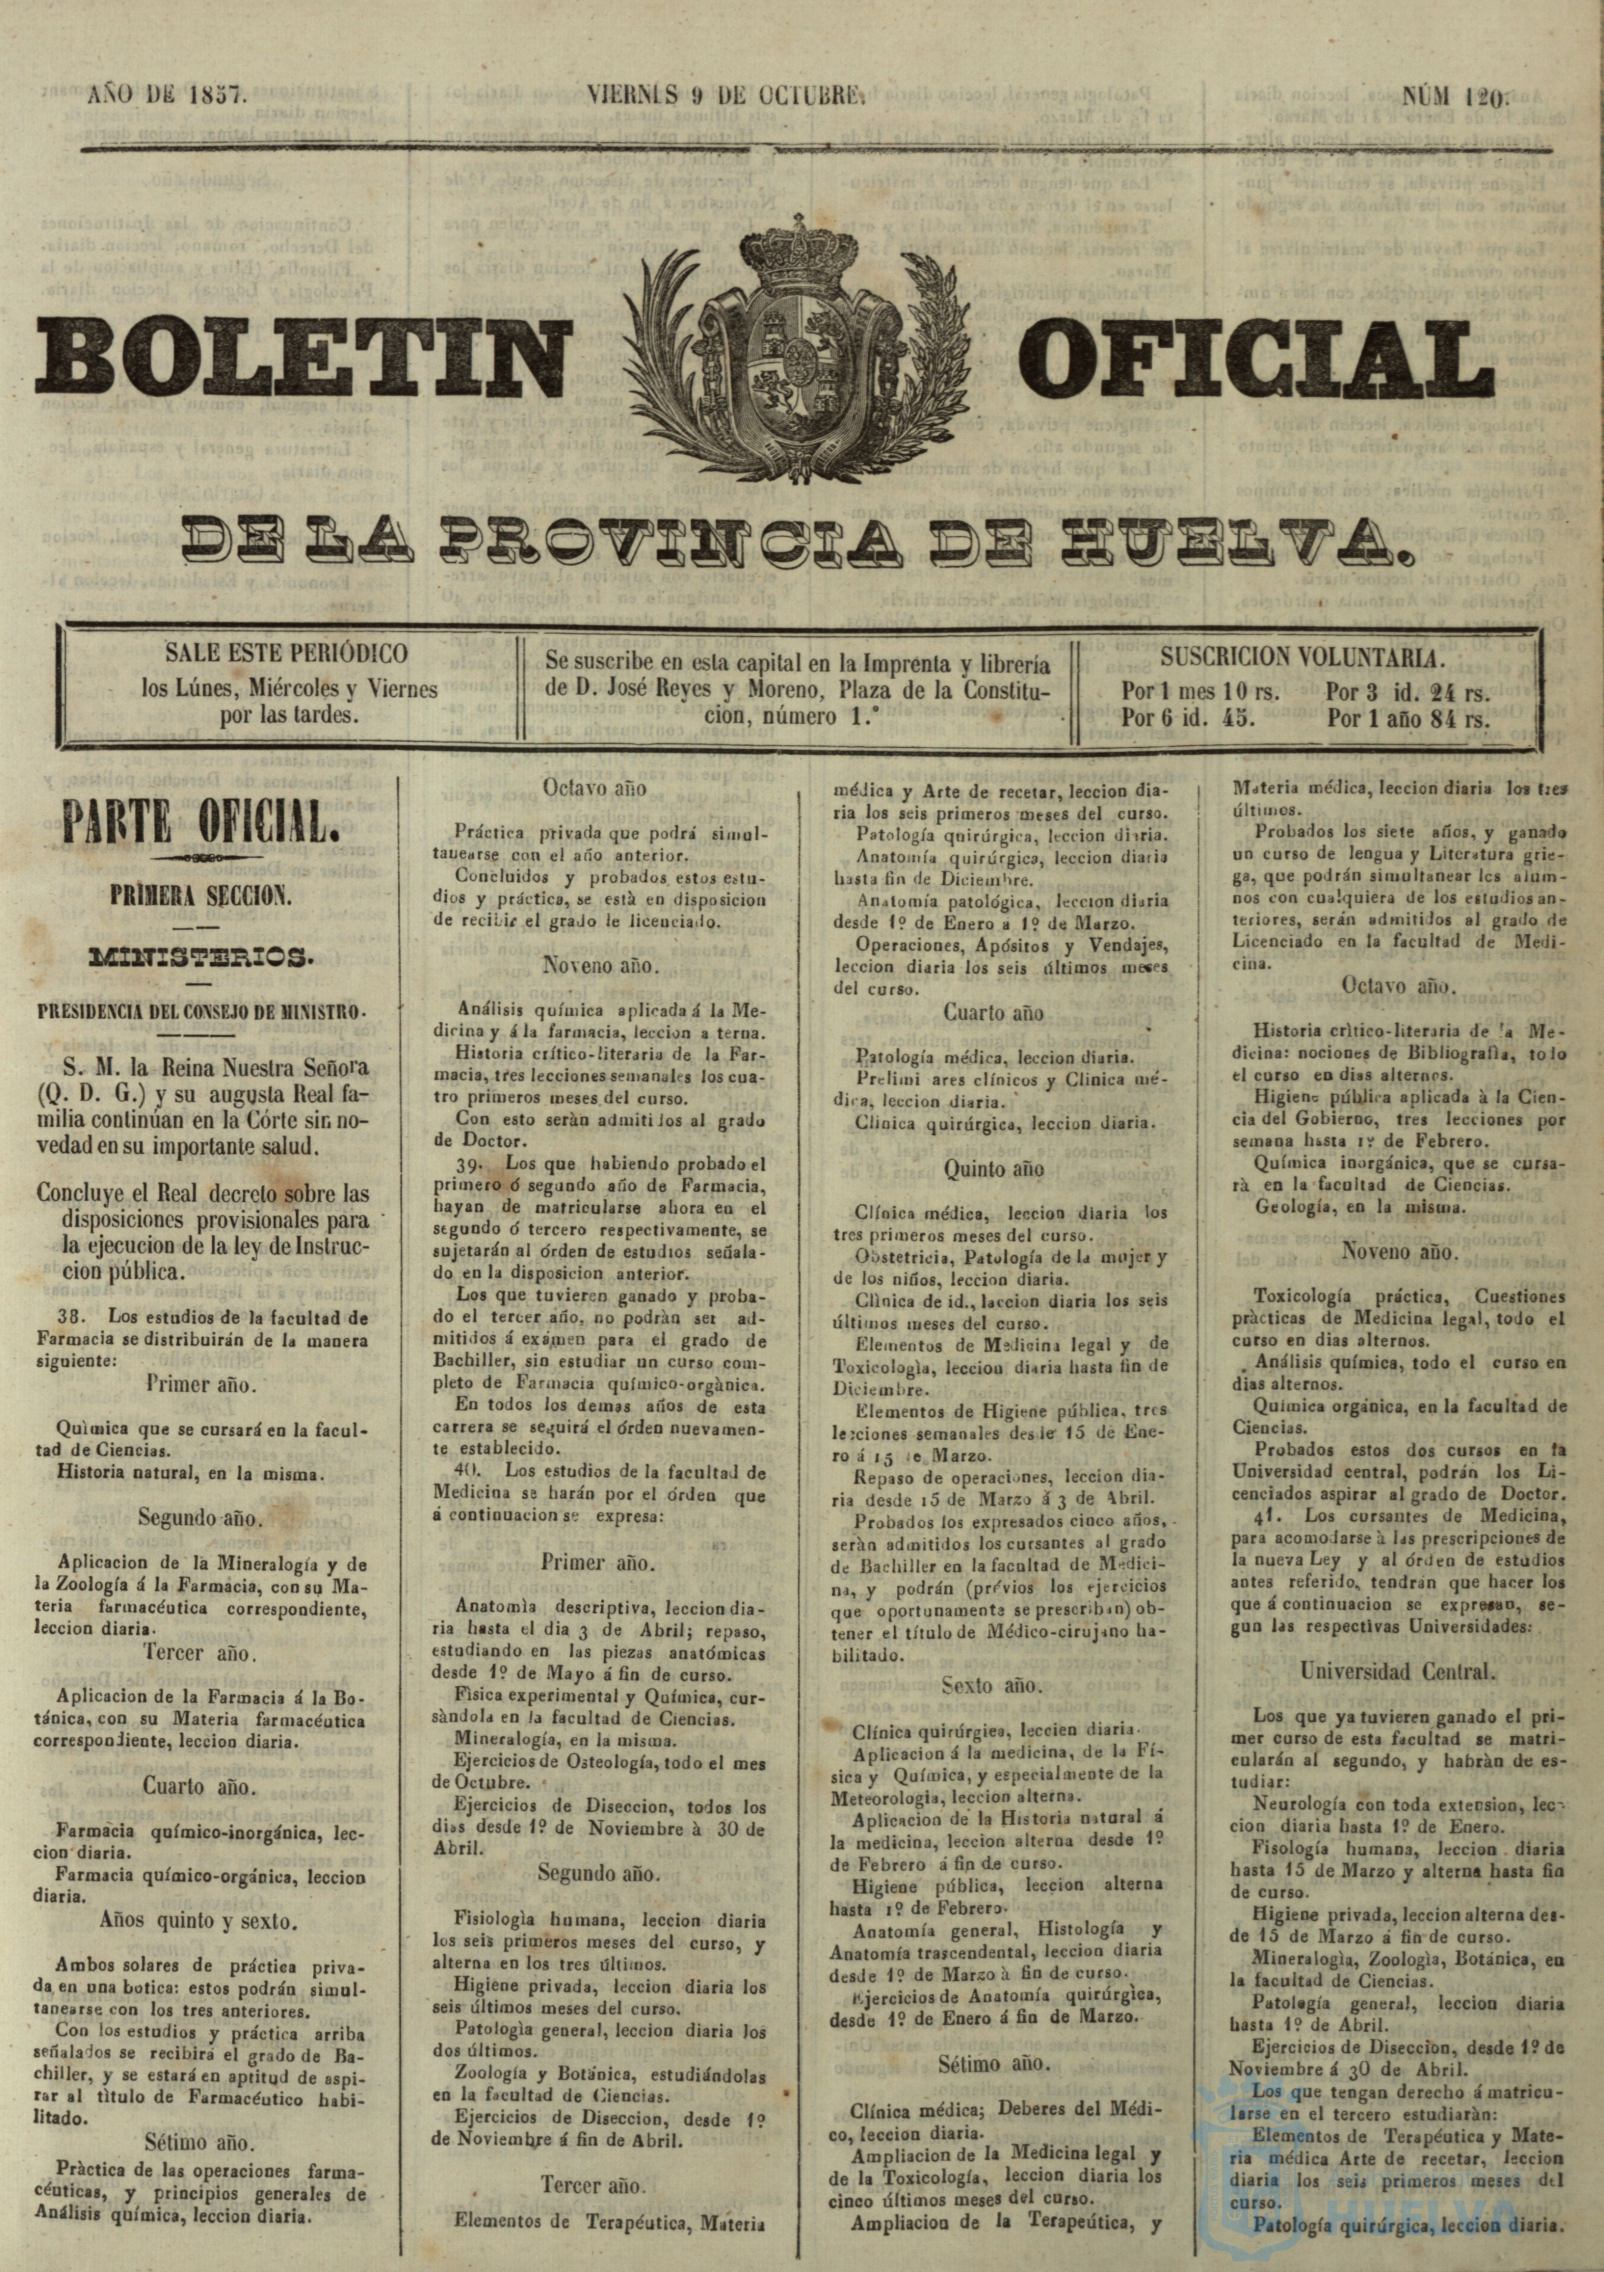 AÑO DE 1857.
VIERNES 9 DE OCTUBRE.
NÚM 120.
BOLETIN OFICIAL
DE LA PROVINCIA DE HUELVA.
SALE ESTE PERIÓDICO
los Lúnes, Miércoles y Viernes
por las tardes.
Se suscribe en esta capital en la Imprenta y librería
de D. José Reyes y Moreno, Plaza de la Constitu-
cion, número 1.°
SUSCRICION VOLUNTARIA.
Por 1 mes 10 rs. Por 3 id. 24 rs.
Por 6 id. 45. Por 1 año 84 rs.
PARTE OFICIAL.
PRIMERA SECCION.
MINISTERIOS.
PRESIDENCIA DEL CONSEJO DE MINISTRO.
S. M. la Reina Nuestra Señora
(Q. D. G.) y su augusta Real fa-
milia continúan en la Córte sin no-
vedad en su importante salud.
Concluye el Real decreto sobre las
disposiciones provisionales para
la ejecucion de la ley de Instruc-
cion pública.
38. Los estudios de la facultad de
Farmacia se distribuirán de la manera
siguiente:
Primer año.
Quìmica que se cursará en la facul-
tad de Ciencias.
Historia natural, en la misma.
Segundo año.
Aplicacion de la Mineralogía y de
la Zoología á la Farmacia, con su Ma-
teria farmacéutica correspondiente,
leccion diaria.
Tercer año.
Aplicacion de la Farmacia á la Bo-
tánica, con su Materia farmacéutica
correspondiente, leccion diaria.
Cuarto año.
Farmacia químico-inorgánica, lec-
cion diaria.
Farmacia químico-orgánica, leccion
diaria.
Años quinto y sexto.
Ambos solares de práctica priva-
da en una botica: estos podrán simul-
tanearse con los tres anteriores.
Con los estudios y práctica arriba
señalados se recibirá el grado de Ba-
chiller, y se estará en aptitud de aspi-
rar al tìtulo de Farmacéutico habi-
litado.
Sétimo año.
Pràctica de las operaciones farma-
céuticas, y principios generales de
Análisis química, leccion diaria.
Octavo año
Práctica privada que podrá simul-
tanearse con el año anterior.
Concluidos y probados estos estu-
dios y práctica, se està en disposicion
de recibir el grado de licenciado.
Noveno año.
Análisis química aplicada á la Me-
dicina y á la farmacia, leccion a terna.
Historia crítico-literaria de la Far-
macia, tres lecciones semanales los cua-
tro primeros meses del curso.
Con esto seràn admitidos al grado
de Doctor.
39. Los que habiendo probado el
primero ó segundo año de Farmacia,
hayan de matricularse ahora en el
segundo ó tercero respectivamente, se
sujetarán al órden de estudios señala-
do en la disposicion anterior.
Los que tuvieren ganado y proba-
do el tercer año, no podràn ser ad-
mitidos á exámen para el grado de
Bachiller, sin estudiar un curso com-
pleto de Farmacia químico-orgànica.
En todos los demas años de esta
carrera se seguirá el órden nuevamen-
te establecido.
40. Los estudios de la facultad de
Medicina se harán por el órden que
á continuacion se expresa:
Primer año.
Anatomìa descriptiva, leccion dia-
ria hasta el dia 3 de Abril; repaso,
estudiando en las piezas anatómicas
desde 1º de Mayo á fin de curso.
Fìsica experimental y Química, cur-
sàndola en la facultad de Ciencias.
Mineralogía, en la misma.
Ejercicios de Osteología, todo el mes
de Octubre.
Ejercicios de Diseccion, todos los
dias desde 1º de Noviembre à 30 de
Abril.
Segundo año.
Fisiologìa humana, leccion diaria
los seis primeros meses del curso, y
alterna en los tres últimos.
Higiene privada, leccion diaria los
seis últimos meses del curso.
Patologìa general, leccion diaria los
dos últimos.
Zoología y Botánica, estudiándolas
en la facultad de Ciencias.
Ejercicios de Diseccion, desde 1º
de Noviembre á fin de Abril.
Tercer año.
Elementos de Terapéutica, Materia
médica y Arte de recetar, leccion dia-
ria los seis primeros meses del curso.
Patología quirúrgica, leccion diaria.
Anatomía quirúrgica, leccion diaria
hasta fin de Diciembre.
Anatomía patológica, leccion diaria
desde 1º de Enero a 1º de Marzo.
Operaciones, Apósitos y Vendajes,
leccion diaria los seis últimos meses
del curso.
Cuarto año
Patología médica, leccion diaria.
Prelimi ares clínicos y Clinica mé-
dica, leccion diaria.
Clinica quirúrgica, leccion diaria.
Quinto año
Clínica médica, leccion diaria los
tres primeros meses del curso.
Obstetricia, Patología de la mujer y
de los niños, leccion diaria.
Clìnica de id., laccion diaria los seis
últimos meses del curso.
Elementos de Medicina legal y de
Toxicologìa, leccion diaria hasta fin de
Diciembre.
Elementos de Higiene pública, tres
lecciones semanales desde 15 de Ene-
ro á 15 de Marzo.
Repaso de operaciones, leccion dia-
ria desde 15 de Marzo á 3 de Abril.
Probados los expresados cinco años,
seràn admitidos los cursantes al grado
de Bachiller en la facultad de Medici-
na, y podrán (prévios los ejercicios
que oportunamente se prescriban) ob-
tener el título de Médico-cirujano ha-
bilitado.
Sexto año.
Clínica quirúrgica, leccien diaria.
Aplicacion á la medicina, de la Fí-
sica y Química, y especialmente de la
Meteorologia, leccion alterna.
Aplicacion de la Historia natural á
la medicina, leccion alterna desde 1º
de Febrero á fin de curso.
Higiene pública, leccion alterna
hasta 1º de Febrero.
Anatomía general, Histología y
Anatomía trascendental, leccion diaria
desde 1º de Marzo à fin de curso.
Ejercicios de Anatomía quirúrgica,
desde 1º de Enero á fin de Marzo.
Sétimo año.
Clínica médica; Deberes del Médi-
co, leccion diaria.
Ampliacion de la Medicina legal y
de la Toxicología, leccion diaria los
cinco últimos meses del curso.
Ampliacion de la Terapeútica, y
Materia médica, leccion diaria los tres
últimos.
Probados los siete años, y ganado
un curso de lengua y Literatura grie-
ga, que podrán simultanear los alum-
nos con cualquiera de los estudios an-
teriores, serán admitidos al grado de
Licenciado en la facultad de Medi-
cina.
Octavo año.
Historia crìtico-literaria de la Me-
dicina: nociones de Bibliografía, todo
el curso en dias alternos.
Higiene pública aplicada à la Cien-
cia del Gobierno, tres lecciones por
semana hasta 1º de Febrero.
Química inorgánica, que se cursa-
rà en la facultad de Ciencias.
Geología, en la misma.
Noveno año.
Toxicología práctica, Cuestiones
pràcticas de Medicina legal, todo el
curso en dias alternos.
Análisis química, todo el curso en
dias alternos.
Quimica orgánica, en la facultad de
Ciencias.
Probados estos dos cursos en la
Universidad central, podrán los Li-
cenciados aspirar al grado de Doctor.
41. Los cursantes de Medicina,
para acomodarse à las prescripciones de
la nueva Ley y al órden de estudios
antes referido, tendrán que hacer los
que á continuacion se expresan, se-
gun las respectivas Universidades:
Universidad Central.
Los que ya tuvieren ganado el pri-
mer curso de esta facultad se matri-
cularán al segundo, y habràn de es-
tudiar:
Neurología con toda extension, lec-
cion diaria hasta 1º de Enero.
Fisología humana, leccion diaria
hasta 15 de Marzo y alterna hasta fin
de curso.
Higiene privada, leccion alterna des-
de 15 de Marzo á fin de curso.
Mineralogìa, Zoologìa, Botánica, en
la facultad de Ciencias.
Patología general, leccion diaria
hasta 1º de Abril.
Ejercicios de Diseccion, desde 1º de
Noviembre á 30 de Abril.
Los que tengan derecho á matricu-
larse en el tercero estudiaràn:
Elementos de Terapéutica y Mate-
ria médica Arte de recetar, leccion
diaria los seis primeros meses del
curso.
Patología quirúrgica, leccion diaria.
HUELVA